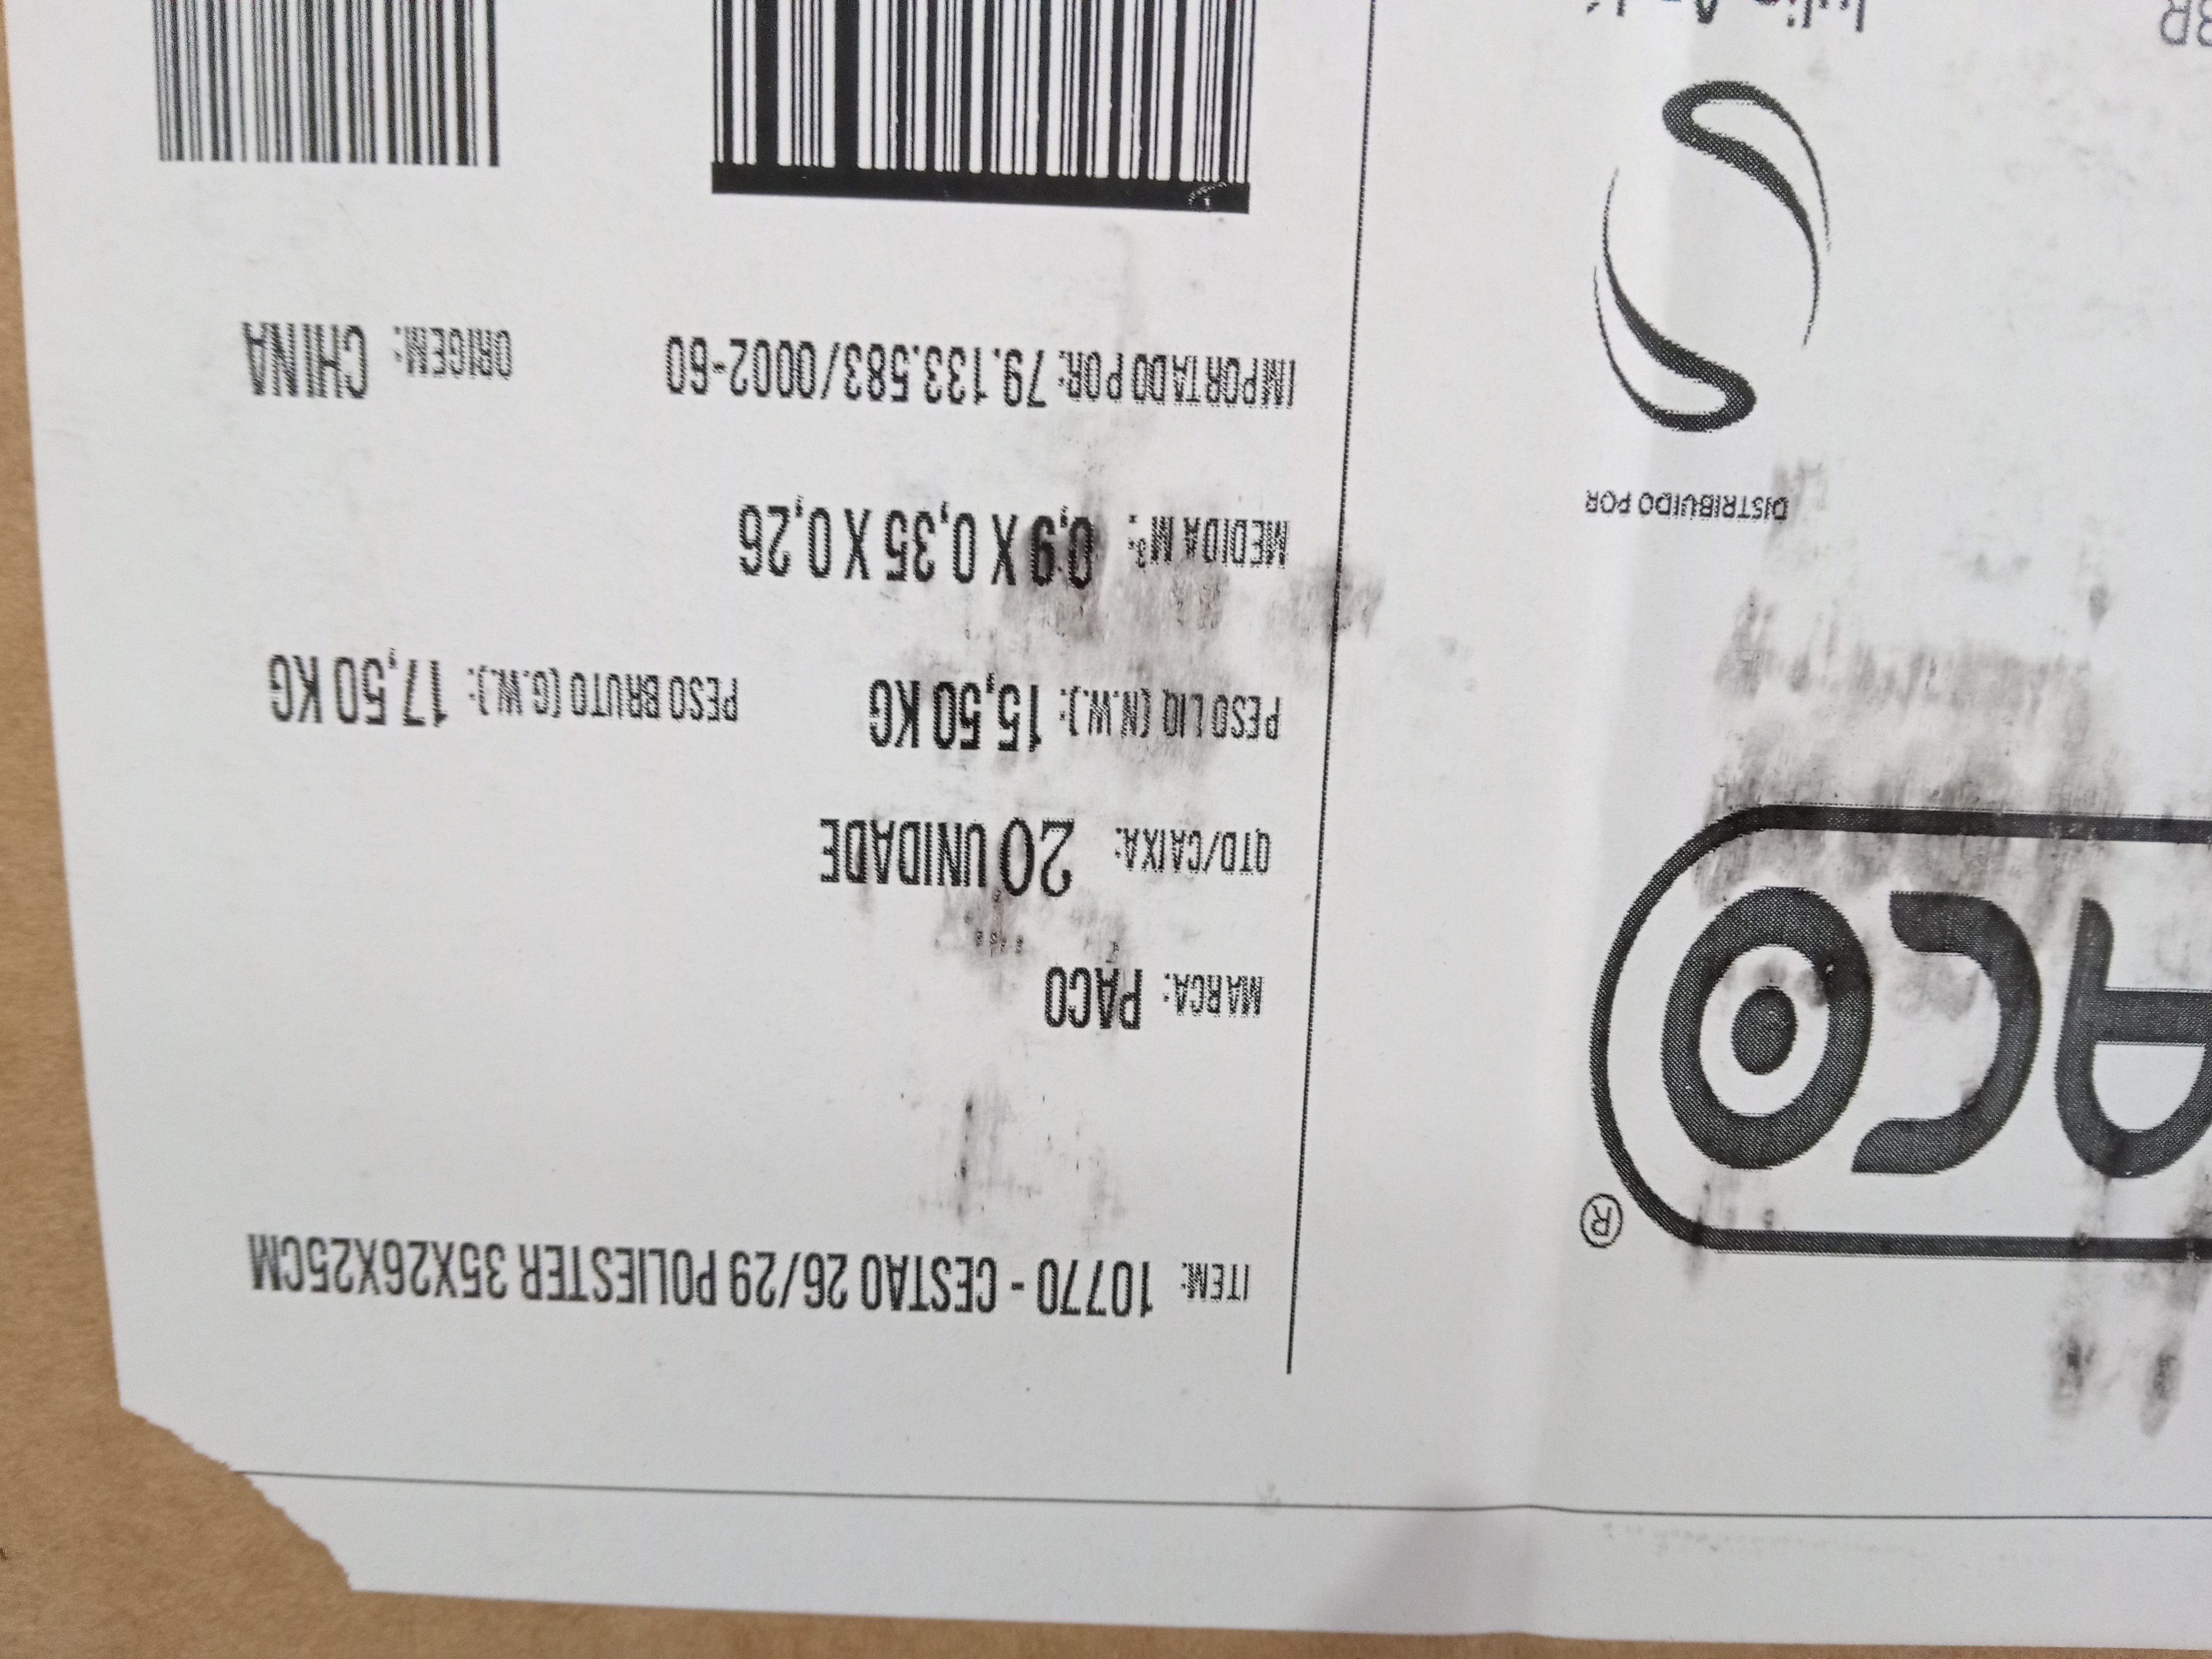 ITEM: 10770 - CESTAO 26/29 POLIESTER 35X26X25CM
MARCA: PACO
QTD/CAIXA: 20 UNIDADE
PESO LIQ (N.W.): 15,50 KG PESO BRUTO (G.W.): 17,50 KG
MEDIDA M³: 0,9 X 0,35 X 0,26
IMPORTADO POR: 79.133.583/0002-60 ORIGEM: CHINA
ACO ®
DISTRIBUIDO POR